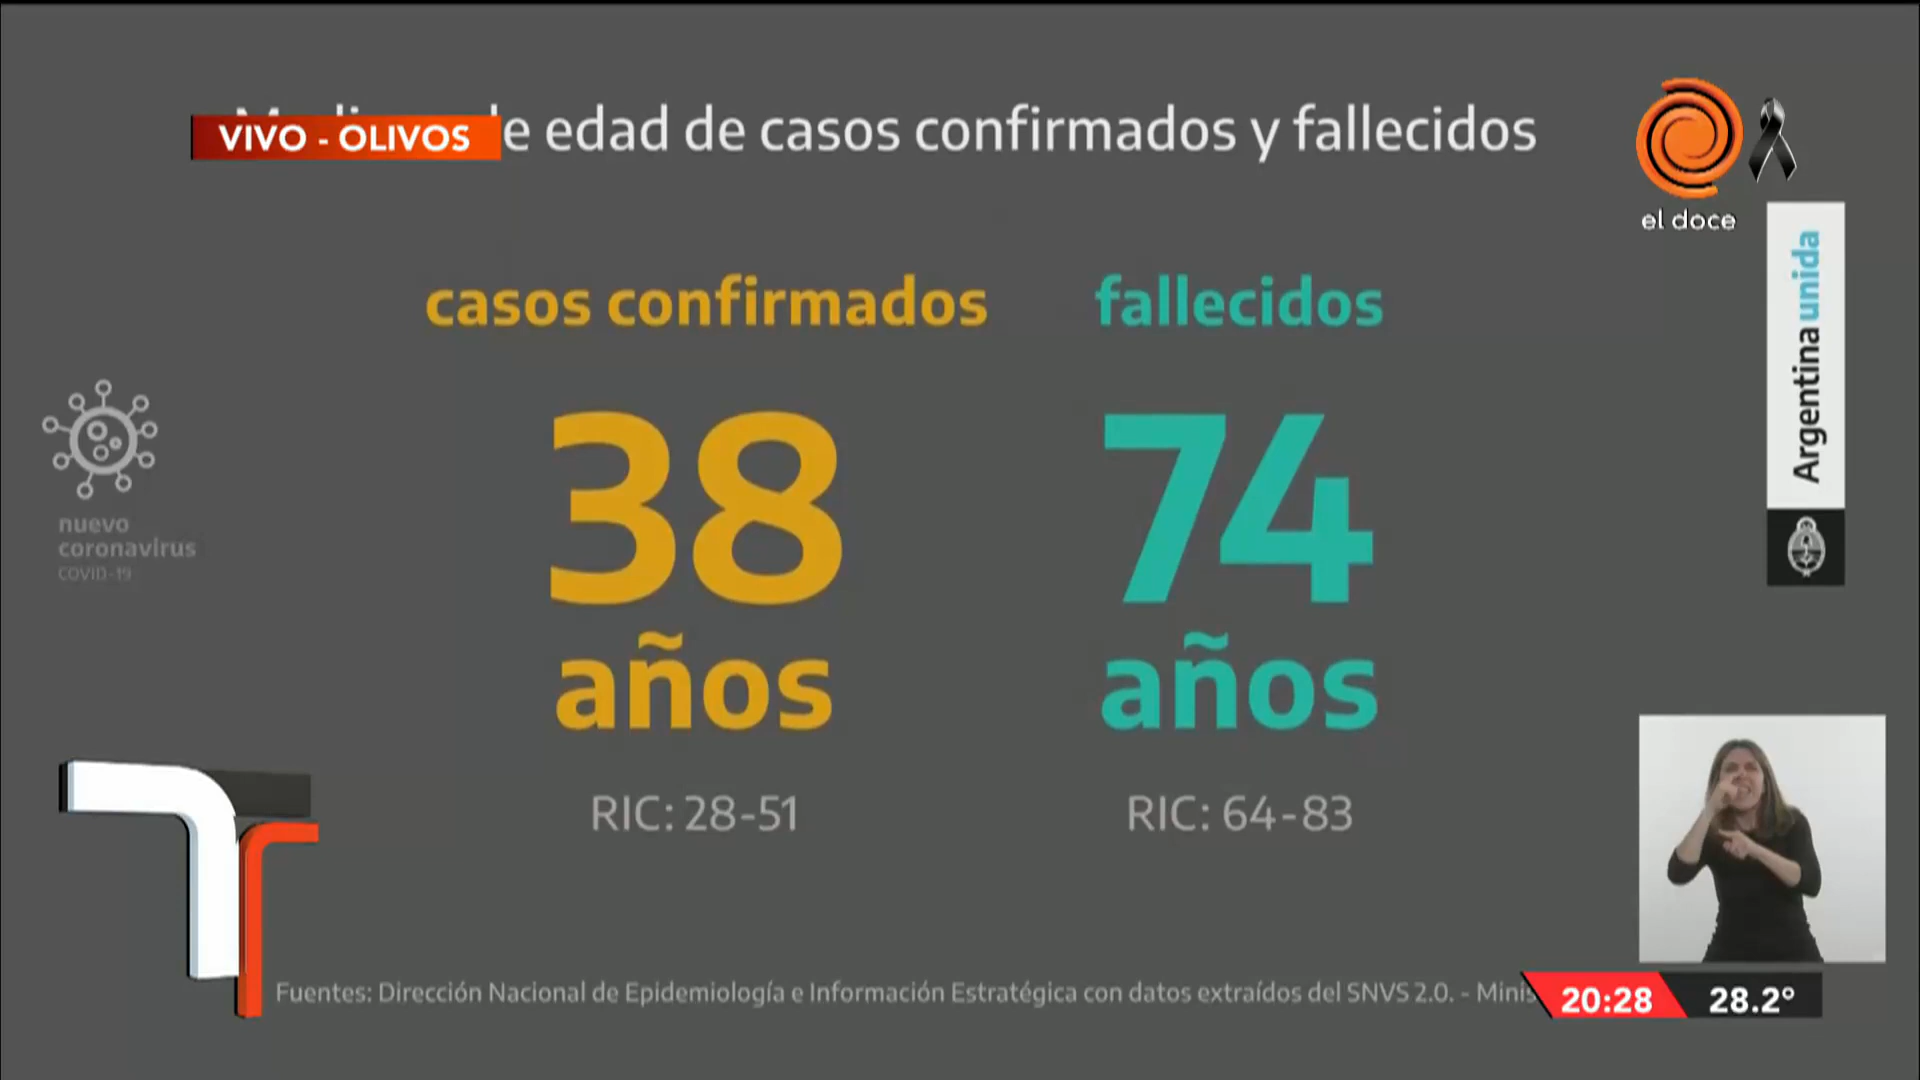 VIVO - OLIVOS
e edad de casos confirmados y fallecidos
el doce
Argentina unida
casos confirmados
fallecidos
38
años
74
años
RIC: 28-51
RIC: 64-83
nuevo
coronavirus
COVID-19
Fuentes: Dirección Nacional de Epidemiología e Información Estratégica con datos extraídos del SNVS 2.0. - Minis
20:28
28.2°